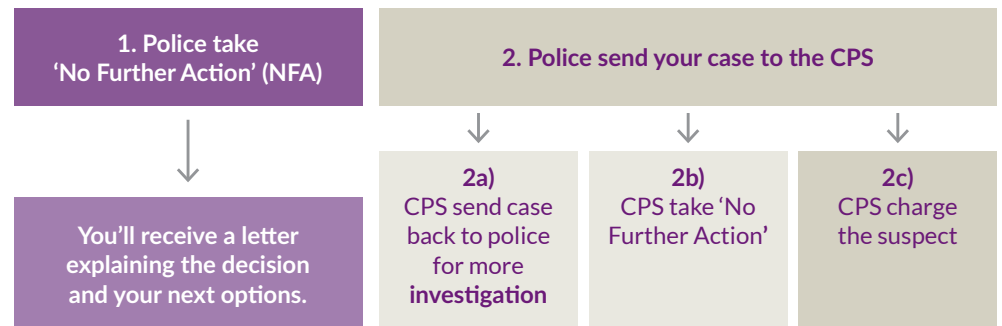 1. Police take
‘No Further Action’ (NFA)
2. Police send your case to the CPS
You’ll receive a letter
explaining the decision
and your next options.
2a)
CPS send case
back to police
for more
investigation
2b)
CPS take ‘No
Further Action’
2c)
CPS charge
the suspect